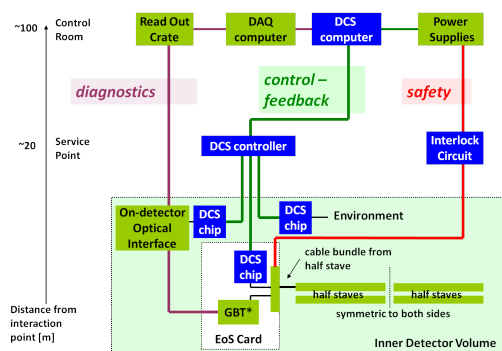 ~100
Control
Room
Read Out
Crate
DAQ
computer
DCS
computer
Power
Supplies
diagnostics
control –
feedback
safety
~20
Service
Point
DCS controller
Interlock
Circuit
On-detector
Optical
Interface
DCS
chip
DCS
chip
Environment
DCS
chip
cable bundle from
half stave
half staves
half staves
symmetric to both sides
GBT*
EoS Card
Distance from
interaction
point [m]
Inner Detector Volume